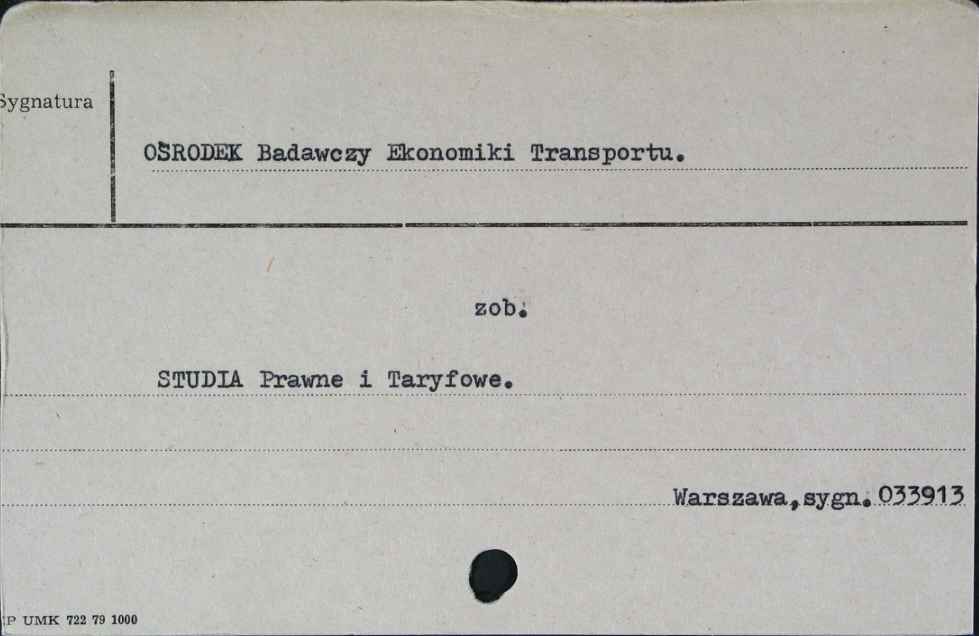 Sygnatura
OŚRODEK Badawczy Ekonomiki Transportu.
zob.
STUDIA Prawne i Taryfowe.
Warszawa, sygn. 033913
P UMK 722 79 1000